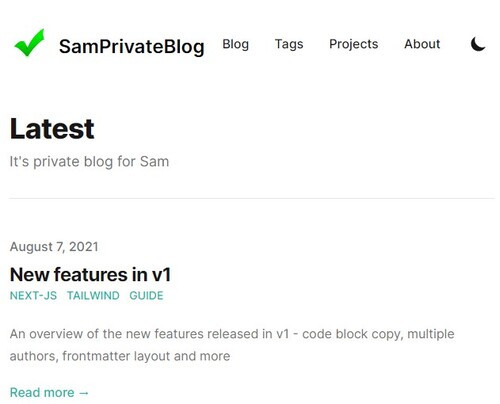 SamPrivateBlog Blog Tags Projects About
Latest
It's private blog for Sam
August 7, 2021
New features in v1
NEXT-JS TAILWIND GUIDE
An overview of the new features released in v1 - code block copy, multiple
authors, frontmatter layout and more
Read more →